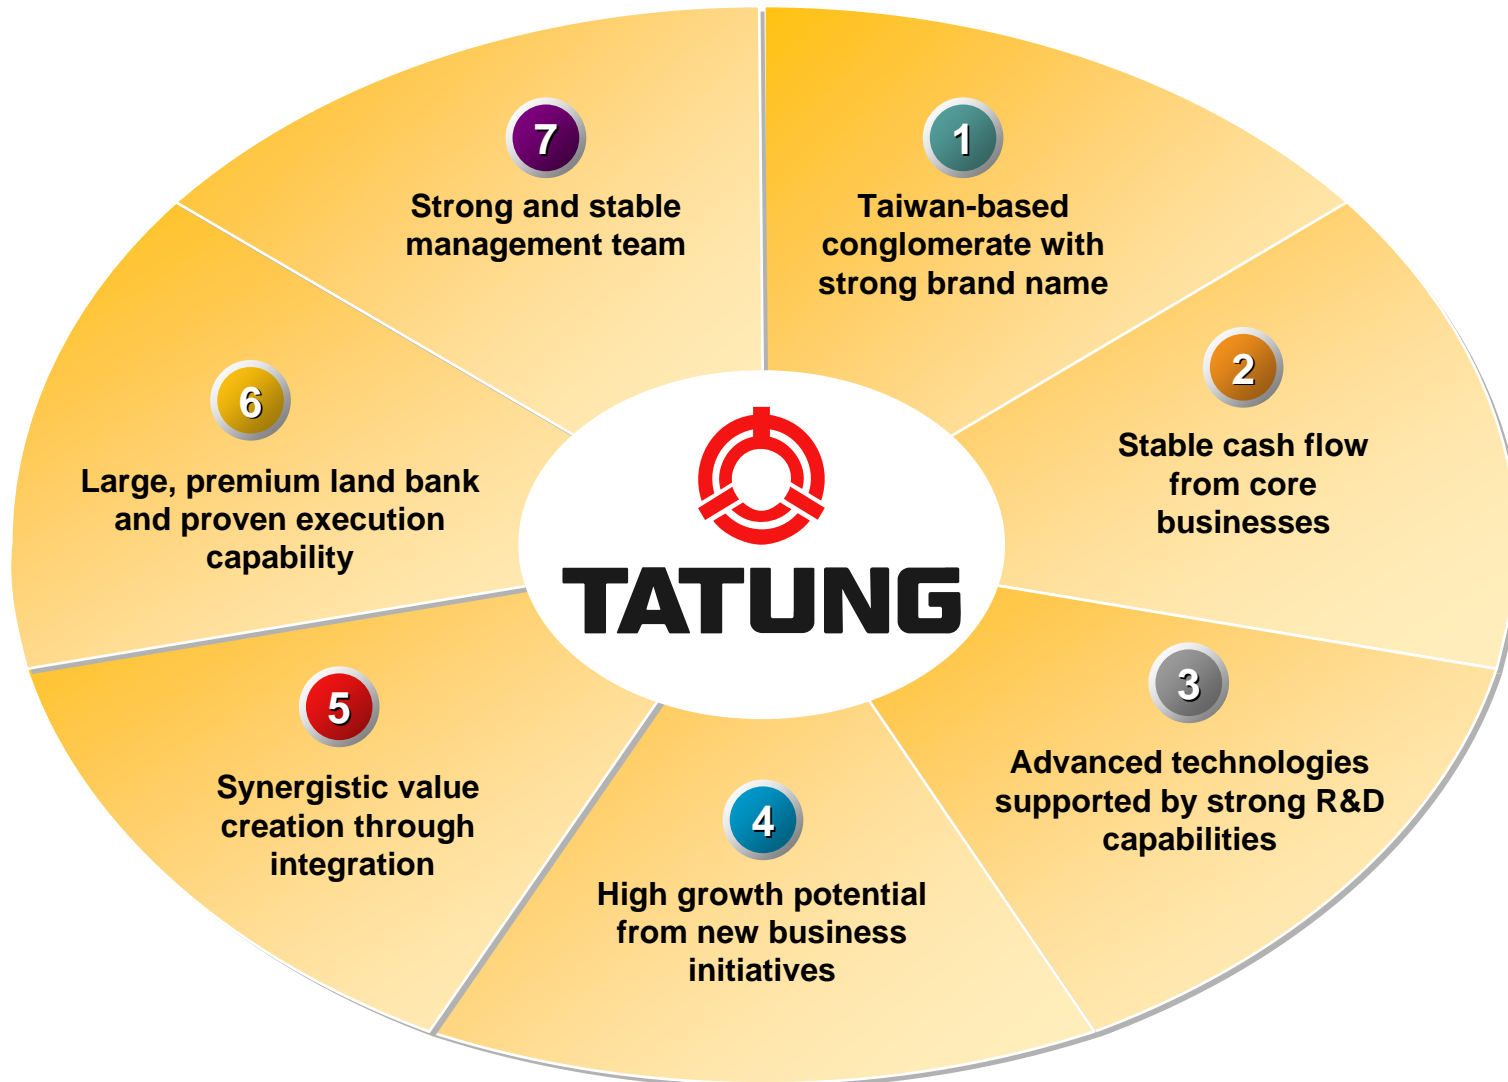 1
Taiwan-based
conglomerate with
strong brand name
2
Stable cash flow
from core
businesses
3
Advanced technologies
supported by strong R&D
capabilities
4
High growth potential
from new business
initiatives
5
Synergistic value
creation through
integration
6
Large, premium land bank
and proven execution
capability
7
Strong and stable
management team
TATUNG